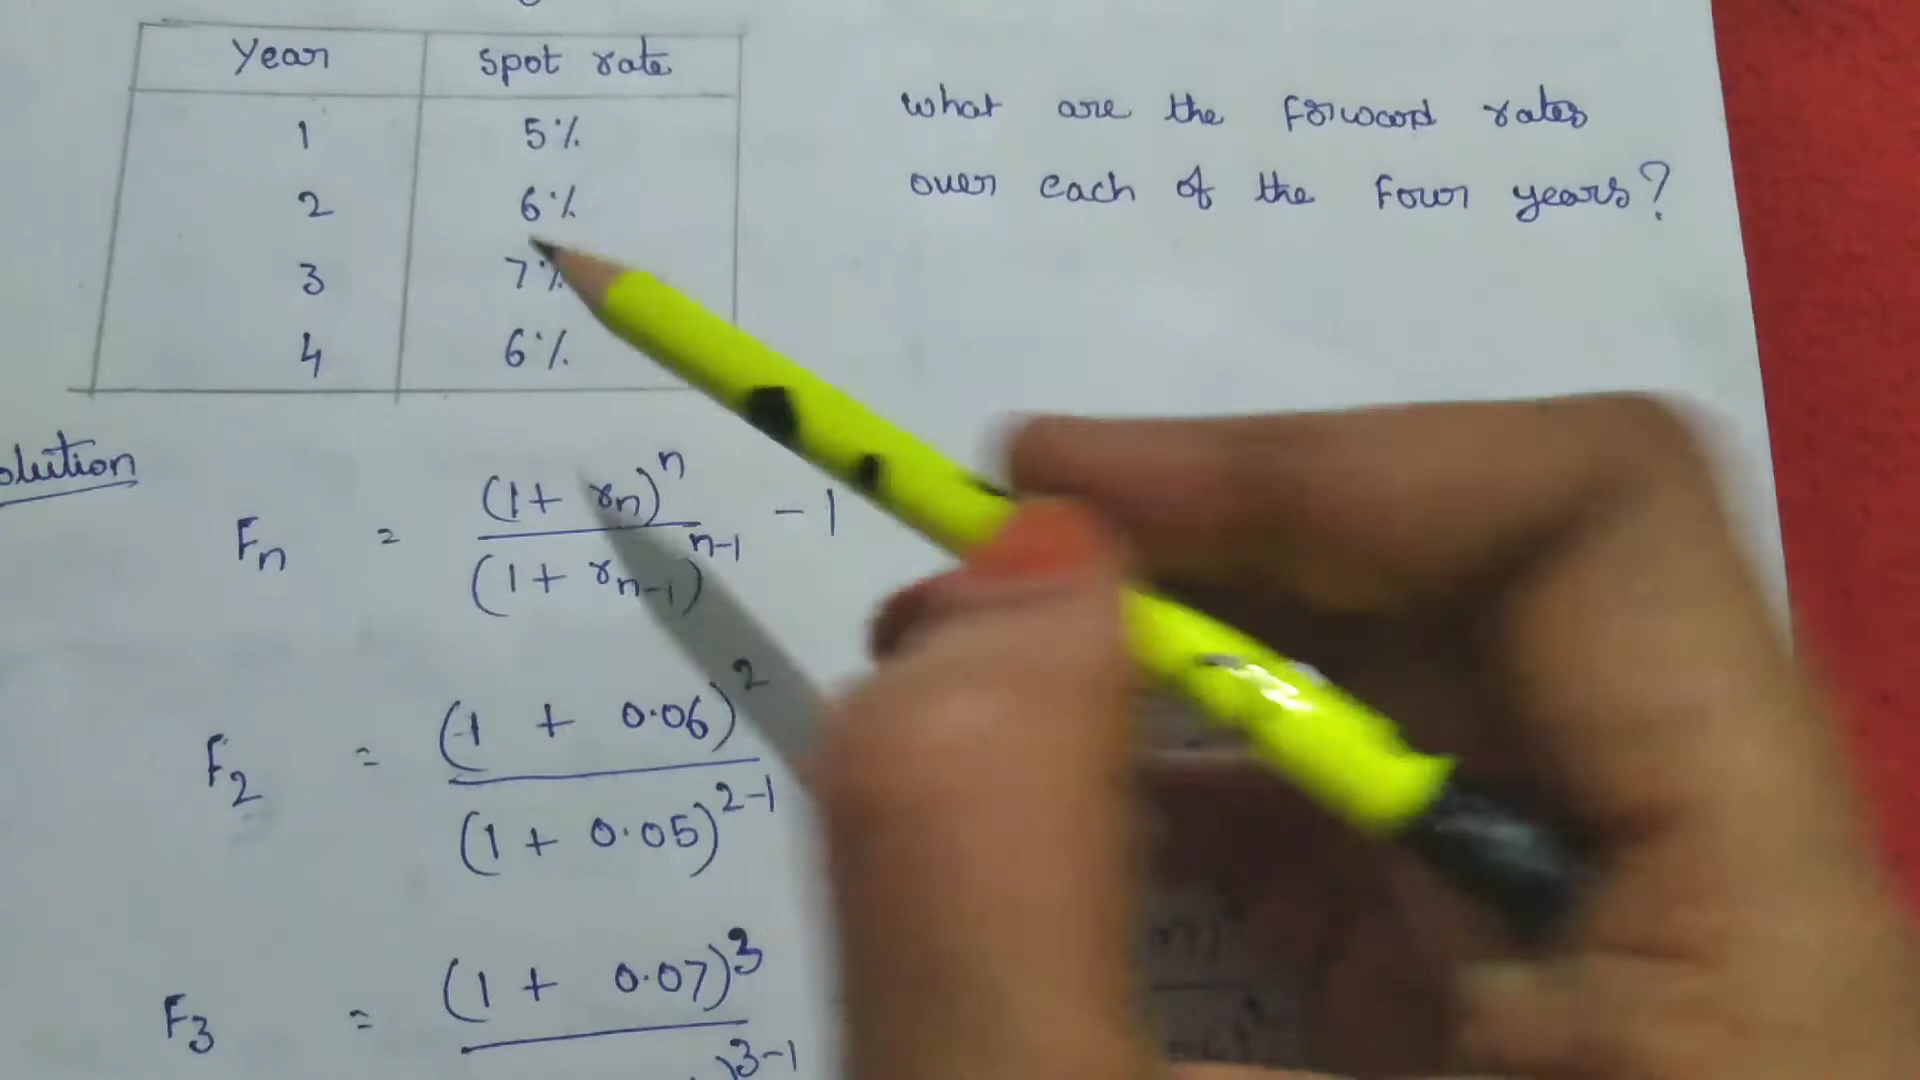 Year spot rate
1 5%
2 6%
3 7%
4 6%
what are the forward rates
over each of the four years?
olution
Fn = (1 + rn)^n / (1 + rn-1)^n-1 - 1
F2 = (1 + 0.06)^2 / (1 + 0.05)^2-1
F3 = (1 + 0.07)^3
)^3-1